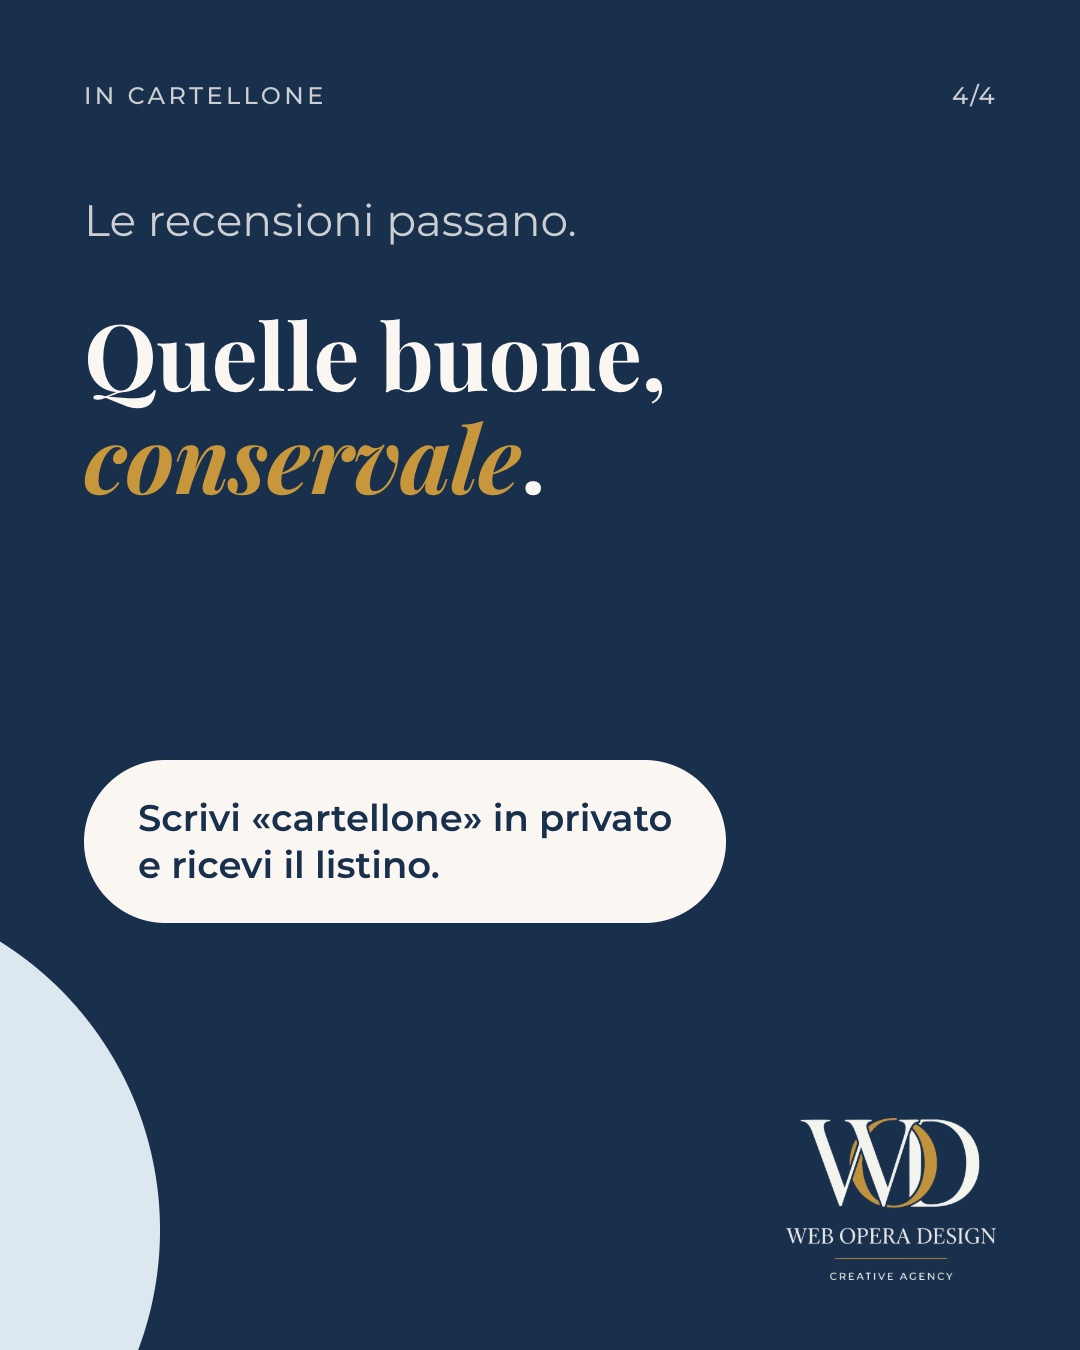 IN CARTELLONE
4/4
Le recensioni passano.
Quelle buone,
conservale.
Scrivi «cartellone» in privato
e ricevi il listino.
WOD
WEB OPERA DESIGN
CREATIVE AGENCY